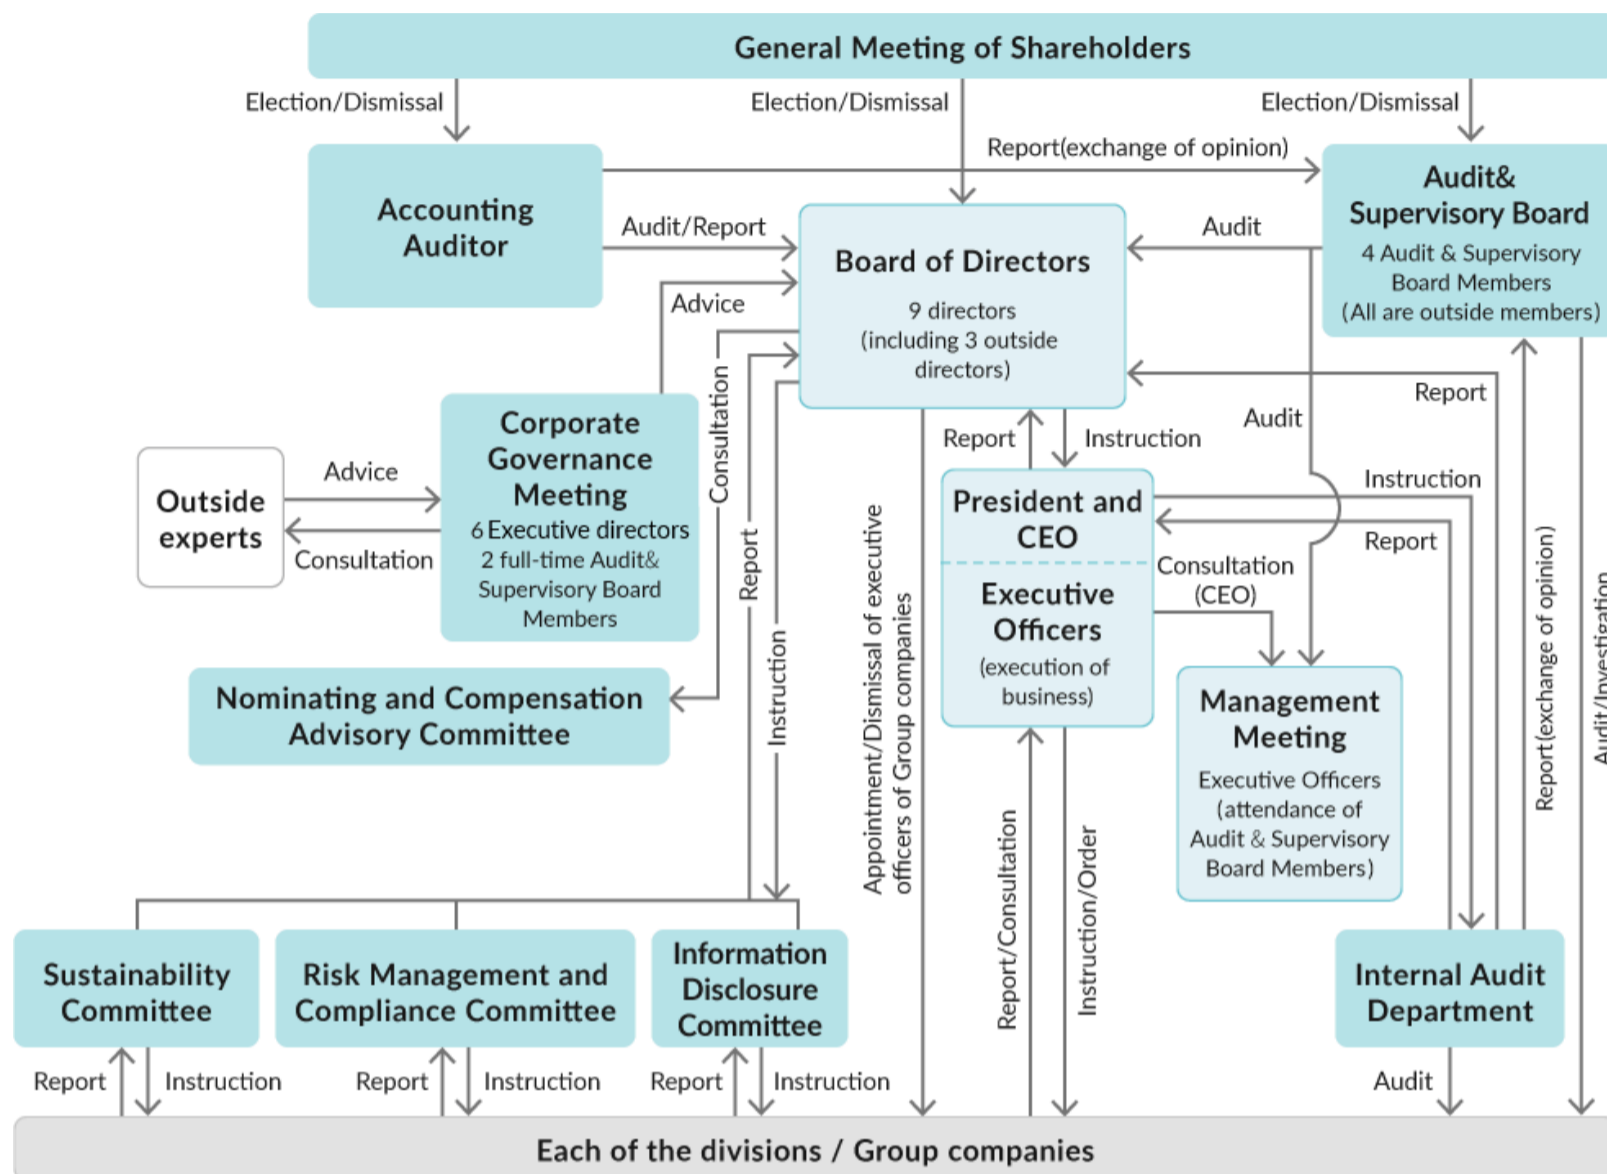 General Meeting of Shareholders
Election/Dismissal
Election/Dismissal
Election/Dismissal
Report(exchange of opinion)
Accounting
Auditor
Audit/Report
Audit
Audit&
Supervisory Board
4 Audit & Supervisory
Board Members
(All are outside members)
Board of Directors
9 directors
(including 3 outside
directors)
Advice
Consultation
Report
Instruction
Corporate
Governance
Meeting
6 Executive directors
2 full-time Audit&
Supervisory Board
Members
Outside
experts
Advice
Consultation
Nominating and Compensation
Advisory Committee
Appointment/Dismissal of executive
officers of Group companies
Report
Instruction
Audit
Report
President and
CEO
Executive
Officers
(execution of
business)
Instruction
Report
Consultation
(CEO)
Management
Meeting
Executive Officers
(attendance of
Audit & Supervisory
Board Members)
Report(exchange of opinion)
Audit/Investigation
Report/Consultation
Instruction/Order
Sustainability
Committee
Risk Management and
Compliance Committee
Information
Disclosure
Committee
Internal Audit
Department
Report
Instruction
Report
Instruction
Report
Instruction
Audit
Each of the divisions / Group companies